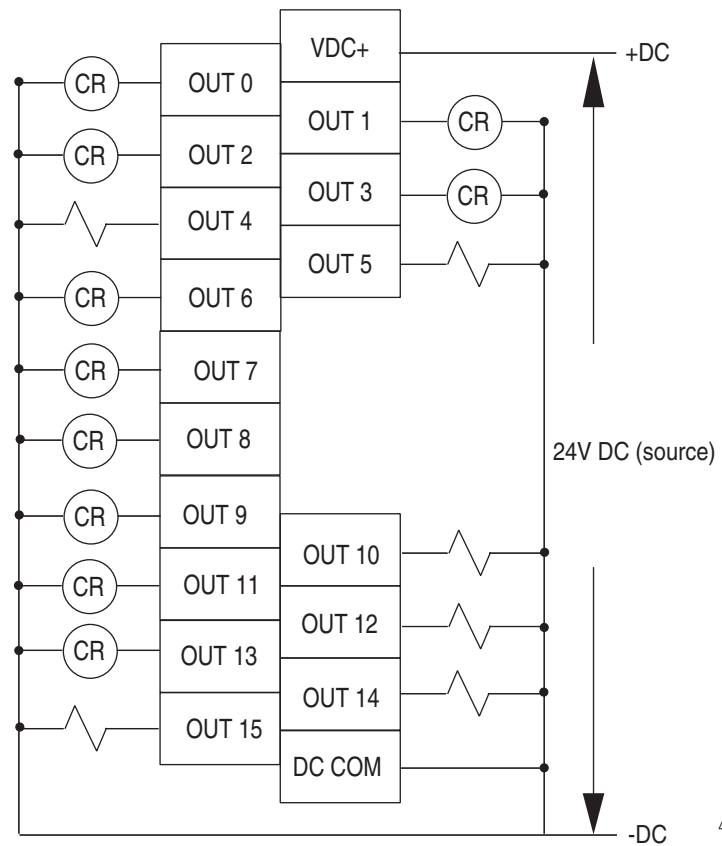 VDC+
+DC
CR OUT 0
OUT 1 CR
CR OUT 2
OUT 3 CR
OUT 4
OUT 5
CR OUT 6
CR OUT 7
CR OUT 8
24V DC (source)
CR OUT 9
OUT 10
CR OUT 11
OUT 12
CR OUT 13
OUT 14
OUT 15
DC COM
-DC